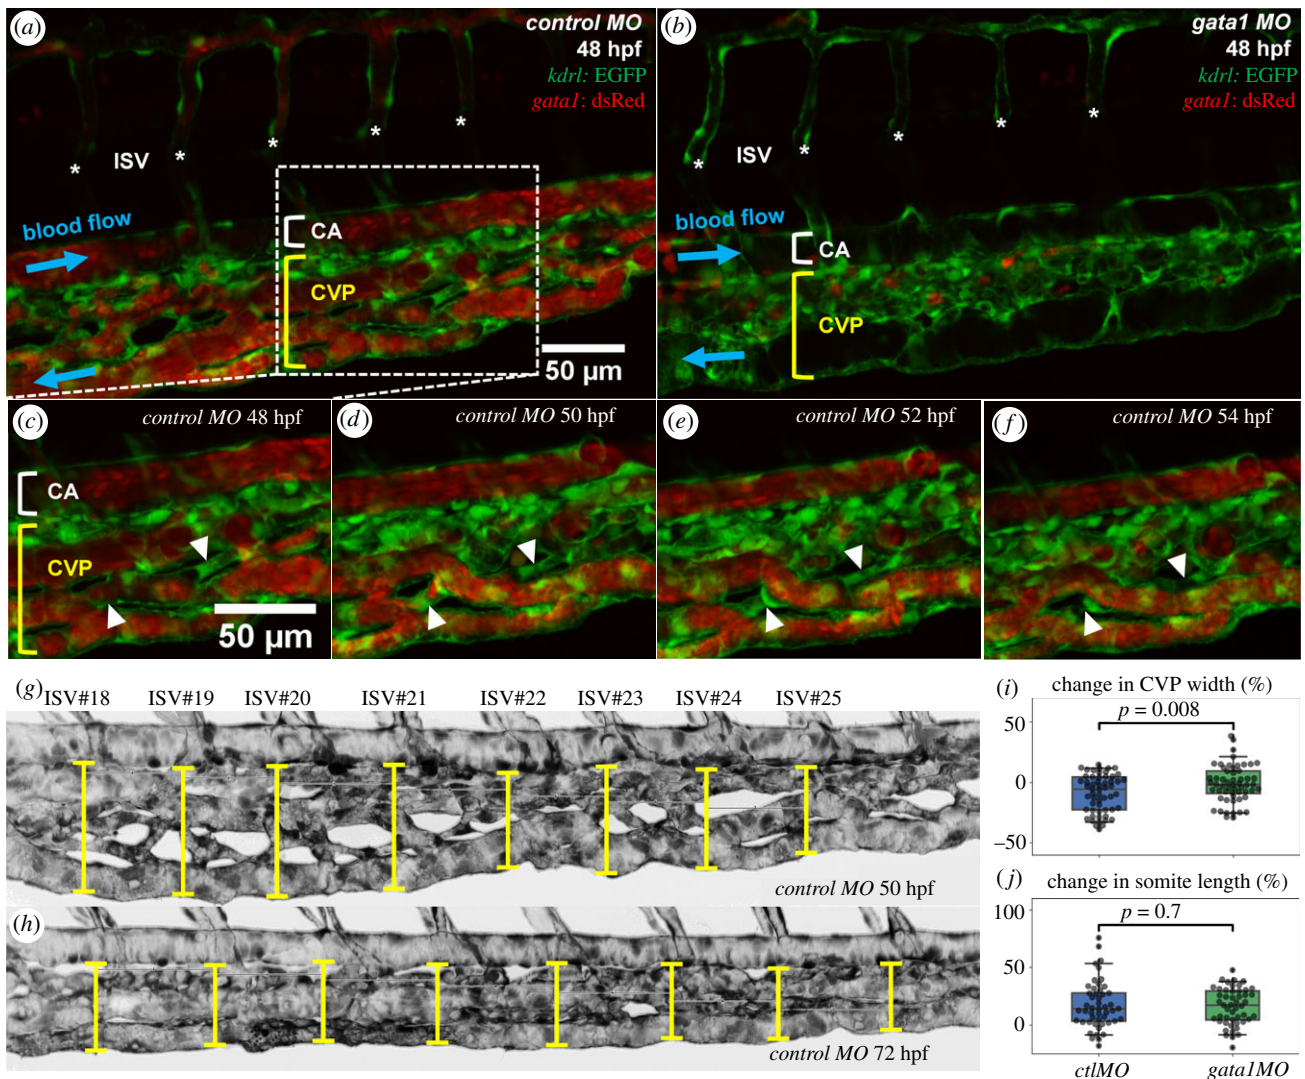 (a)
control MO
48 hpf
kdrl: EGFP
gata1: dsRed
* * * * *
ISV
blood flow
CA
CVP
50 µm
(b)
gata1 MO
48 hpf
kdrl: EGFP
gata1: dsRed
* * * * *
ISV
blood flow
CA
CVP
(c)
control MO 48 hpf
CA
CVP
50 µm
(d)
control MO 50 hpf
(e)
control MO 52 hpf
(f)
control MO 54 hpf
(g)
ISV#18 ISV#19 ISV#20 ISV#21 ISV#22 ISV#23 ISV#24 ISV#25
control MO 50 hpf
(h)
control MO 72 hpf
(i)
change in CVP width (%)
p = 0.008
50
0
−50
(j)
change in somite length (%)
p = 0.7
100
50
0
ctlMO gata1MO